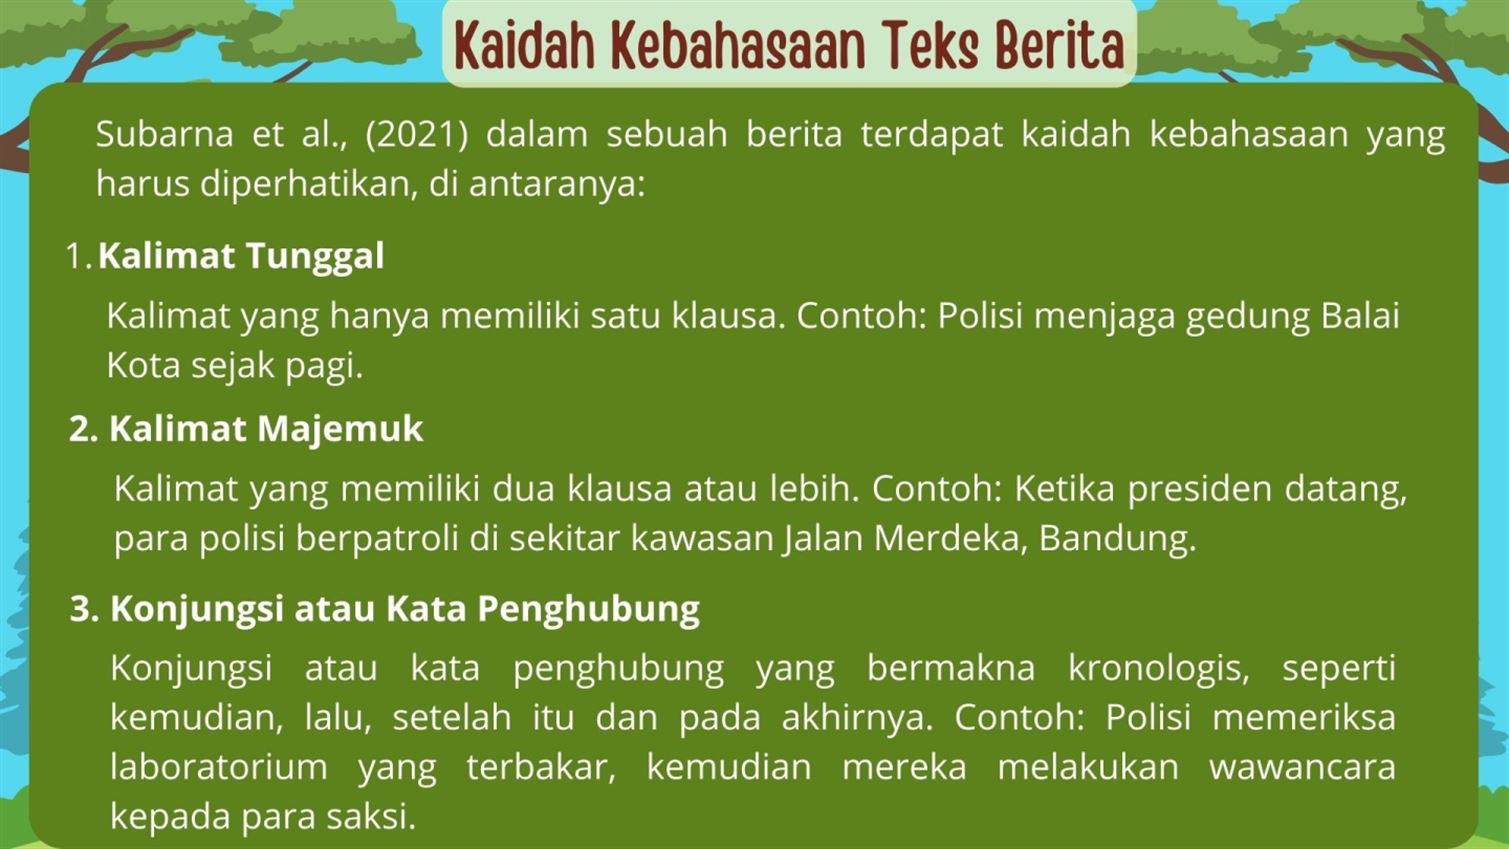 Kaidah Kebahasaan Teks Berita
Subarna et al., (2021) dalam sebuah berita terdapat kaidah kebahasaan yang
harus diperhatikan, di antaranya:
1. Kalimat Tunggal
Kalimat yang hanya memiliki satu klausa. Contoh: Polisi menjaga gedung Balai
Kota sejak pagi.
2. Kalimat Majemuk
Kalimat yang memiliki dua klausa atau lebih. Contoh: Ketika presiden datang,
para polisi berpatroli di sekitar kawasan Jalan Merdeka, Bandung.
3. Konjungsi atau Kata Penghubung
Konjungsi atau kata penghubung yang bermakna kronologis, seperti
kemudian, lalu, setelah itu dan pada akhirnya. Contoh: Polisi memeriksa
laboratorium yang terbakar, kemudian mereka melakukan wawancara
kepada para saksi.